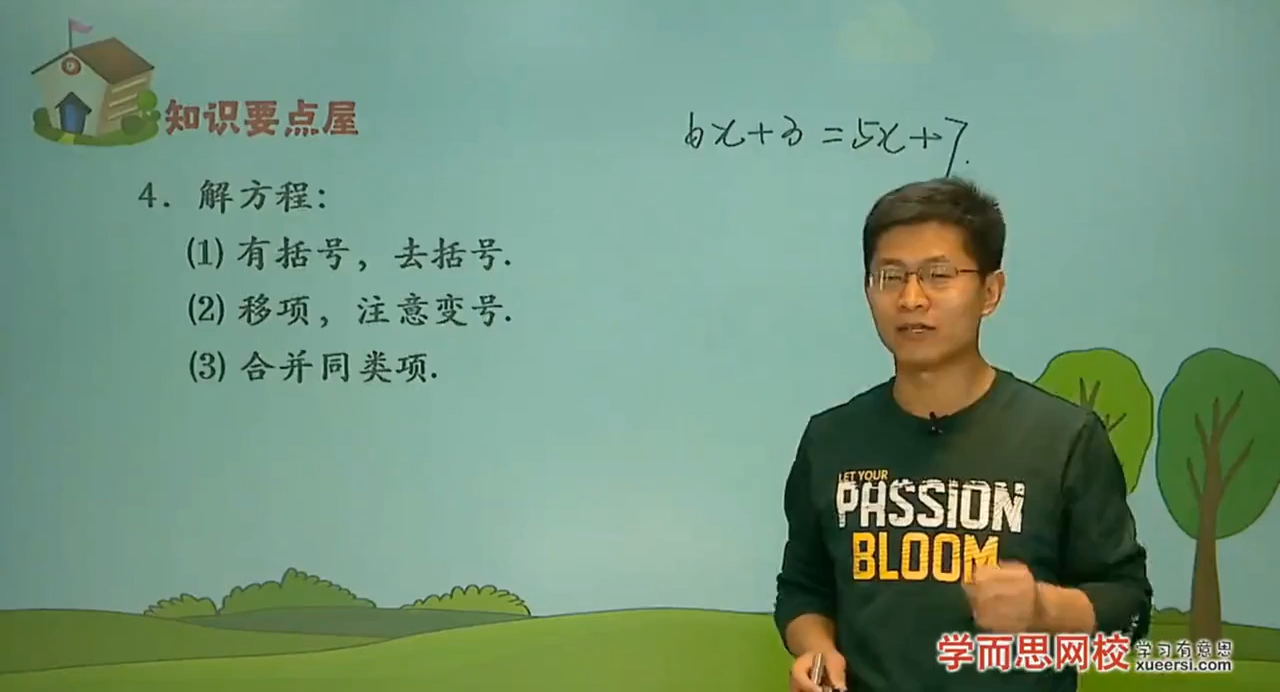 知识要点屋
6x+3=5x+7.
4. 解方程:
(1) 有括号, 去括号.
(2) 移项, 注意变号.
(3) 合并同类项.
LET YOUR
PASSION
BLOOM
学而思网校 学习有意思
xueersi.com